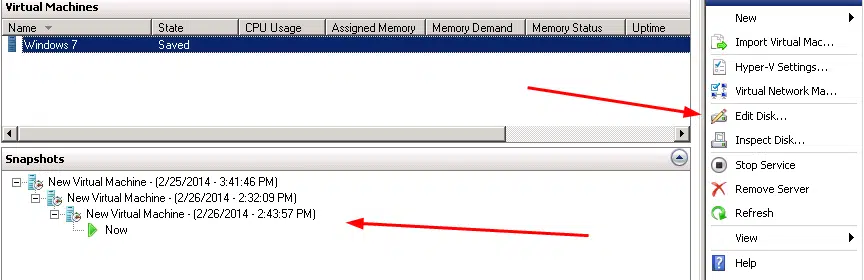 Virtual Machines
Name State CPU Usage Assigned Memory Memory Demand Memory Status Uptime
Windows 7 Saved
Snapshots
New Virtual Machine - (2/25/2014 - 3:41:46 PM)
New Virtual Machine - (2/26/2014 - 2:32:09 PM)
New Virtual Machine - (2/26/2014 - 2:43:57 PM)
Now
New
Import Virtual Mac...
Hyper-V Settings...
Virtual Network Ma...
Edit Disk...
Inspect Disk...
Stop Service
Remove Server
Refresh
View
Help